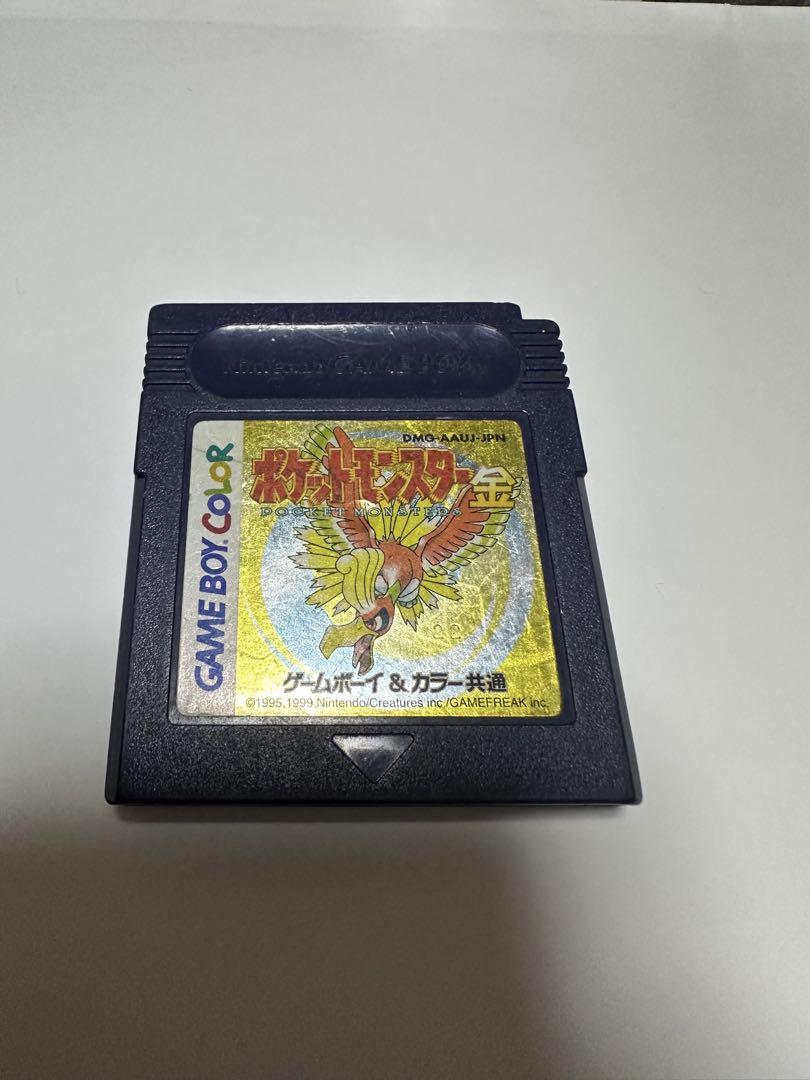 Nintendo GAME BOY
DMG-AAUJ-JPN
ポケットモンスター金
POCKET MONSTERS
GAME BOY COLOR
22
ゲームボーイ & カラー共通
©1995,1999 Nintendo/Creatures inc./GAMEFREAK inc.